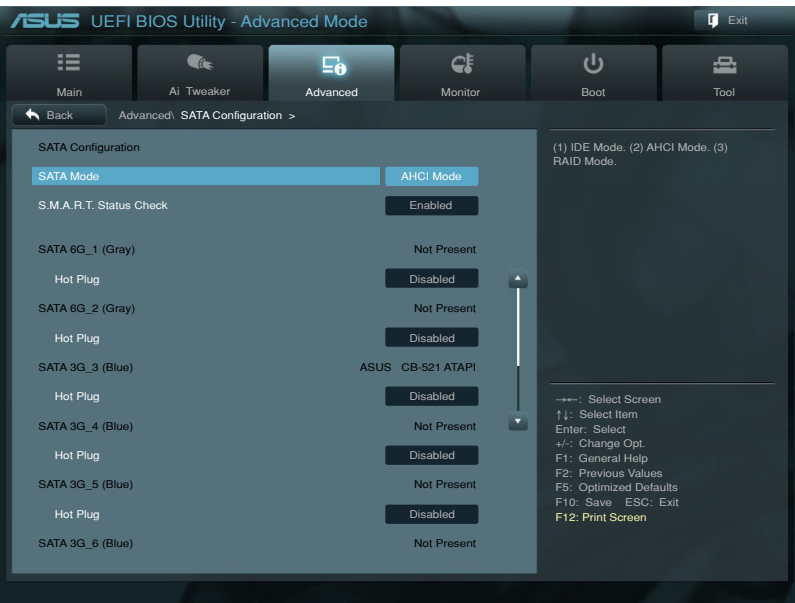 ASUS UEFI BIOS Utility - Advanced Mode
Exit
Main
Ai Tweaker
Advanced
Monitor
Boot
Tool
Back
Advanced\ SATA Configuration >
SATA Configuration
SATA Mode AHCI Mode
S.M.A.R.T. Status Check Enabled
SATA 6G_1 (Gray) Not Present
Hot Plug Disabled
SATA 6G_2 (Gray) Not Present
Hot Plug Disabled
SATA 3G_3 (Blue) ASUS CB-521 ATAPI
Hot Plug Disabled
SATA 3G_4 (Blue) Not Present
Hot Plug Disabled
SATA 3G_5 (Blue) Not Present
Hot Plug Disabled
SATA 3G_6 (Blue) Not Present
(1) IDE Mode. (2) AHCI Mode. (3)
RAID Mode.
→←: Select Screen
↑↓: Select Item
Enter: Select
+/-: Change Opt.
F1: General Help
F2: Previous Values
F5: Optimized Defaults
F10: Save ESC: Exit
F12: Print Screen